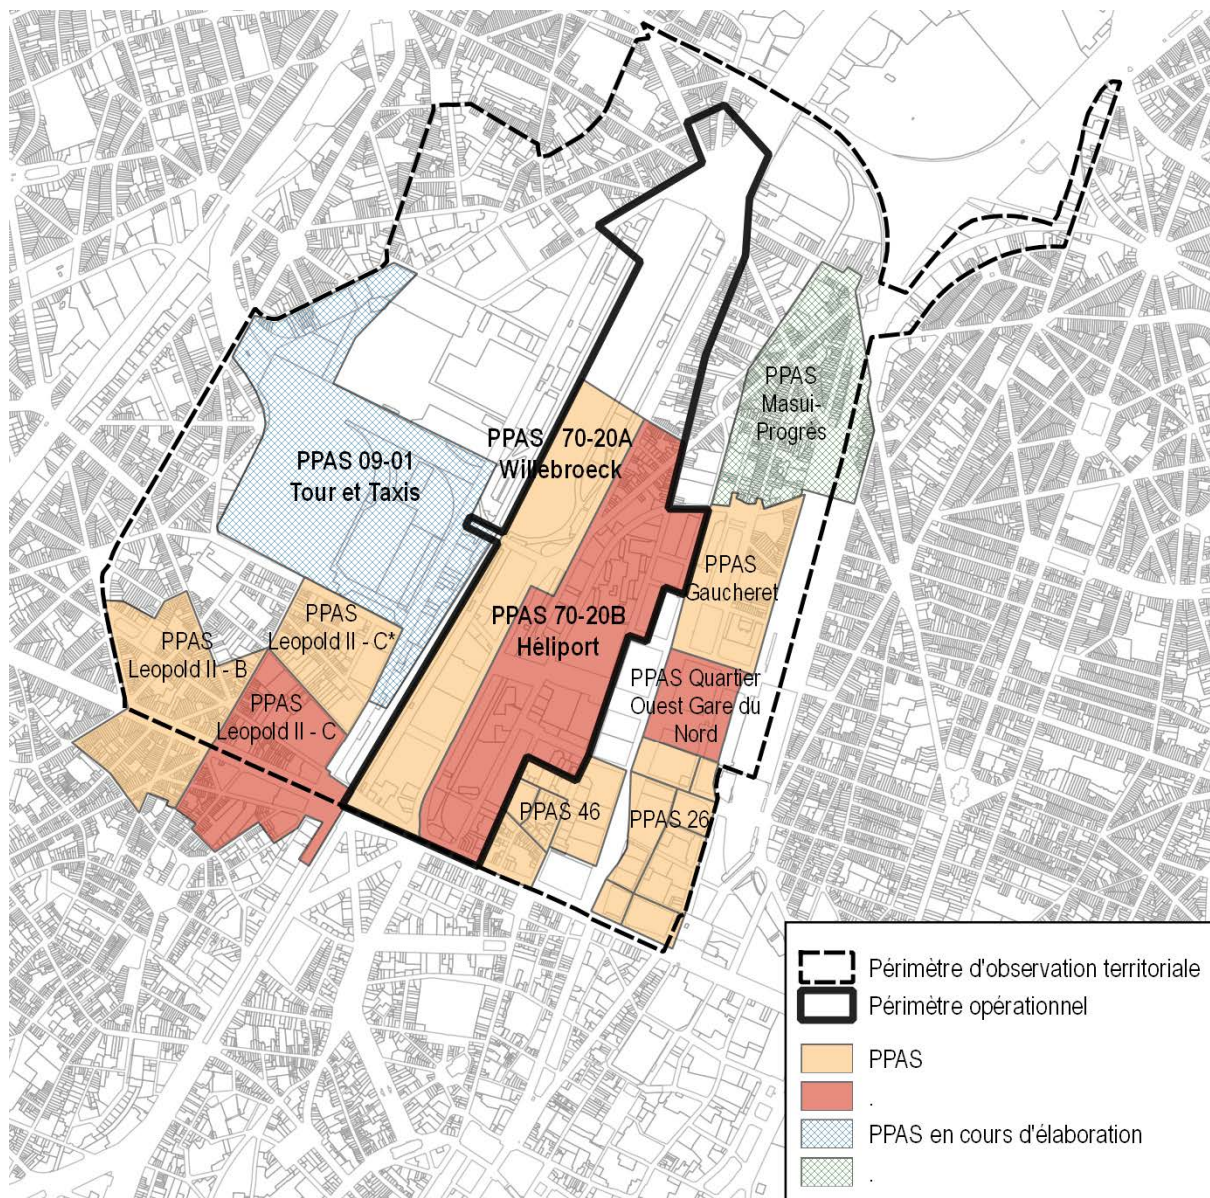 PPAS
Masui-
Progrès
PPAS 70-20A
Willebroeck
PPAS 09-01
Tour et Taxis
PPAS
Gaucheret
PPAS
Leopold II - C*
PPAS 70-20B
Héliport
PPAS
Leopold II - B
PPAS Quartier
Ouest Gare du
Nord
PPAS
Leopold II - C
PPAS 46
PPAS 26
Périmètre d'observation territoriale
Périmètre opérationnel
PPAS
.
PPAS en cours d'élaboration
.